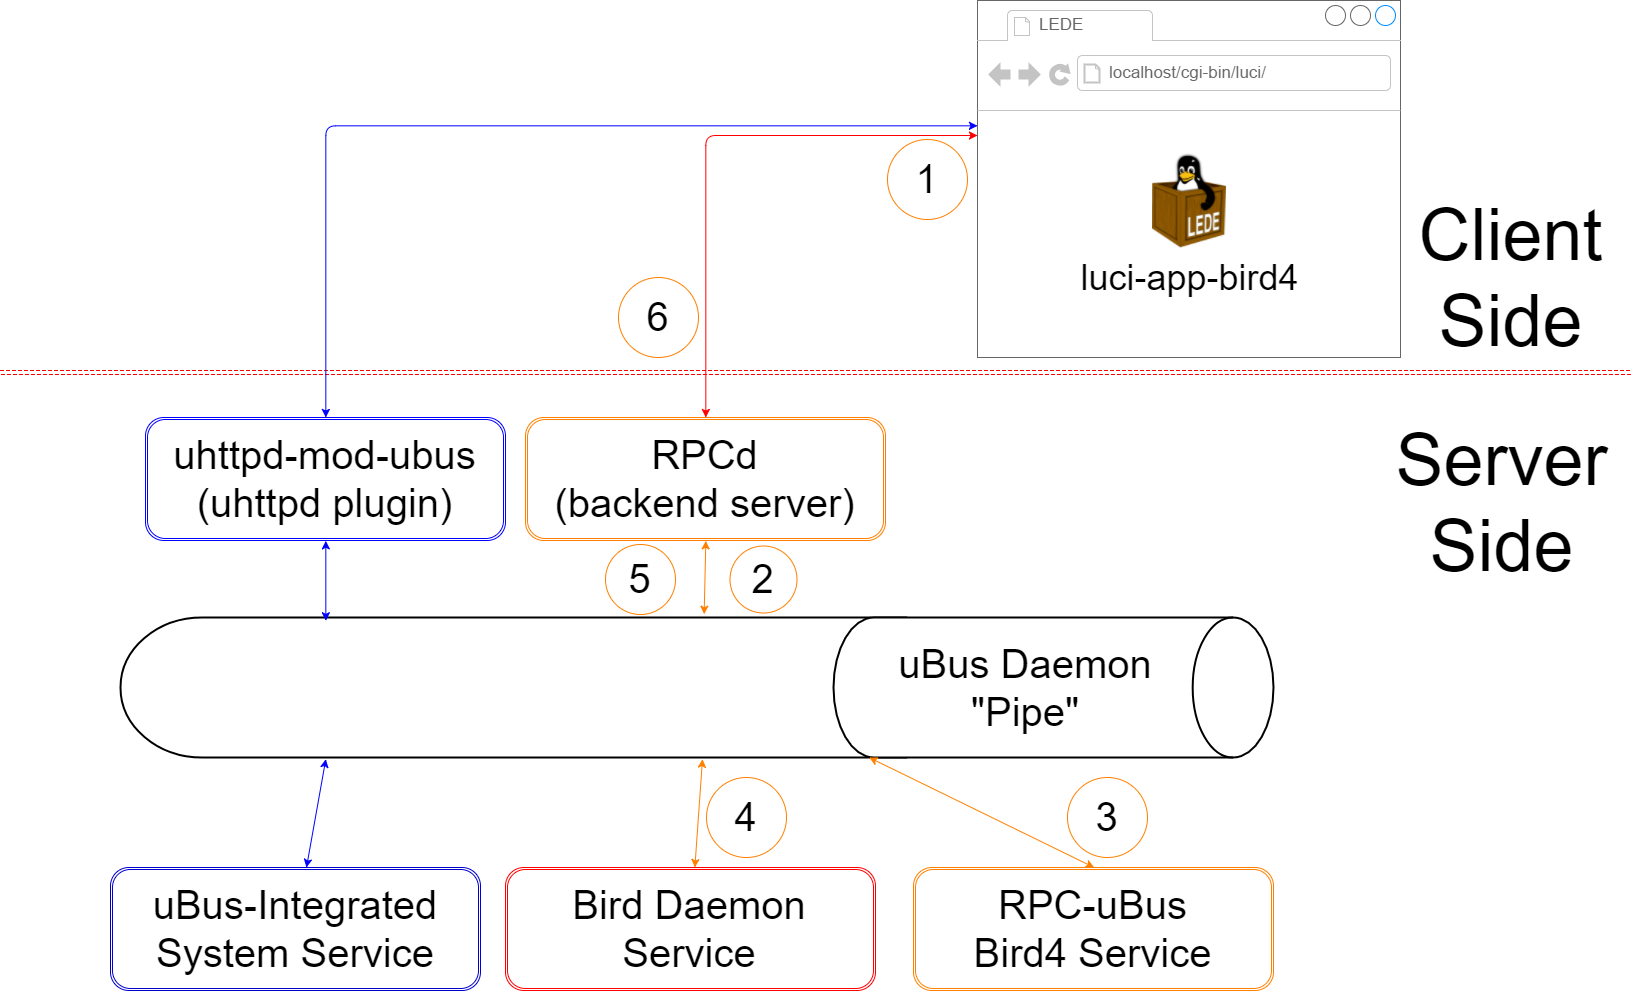 LEDE
localhost/cgi-bin/luci/
1
LEDE
luci-app-bird4
Client
Side
6
uhttpd-mod-ubus
(uhttpd plugin)
RPCd
(backend server)
Server
Side
5
2
uBus Daemon
"Pipe"
4
3
uBus-Integrated
System Service
Bird Daemon
Service
RPC-uBus
Bird4 Service